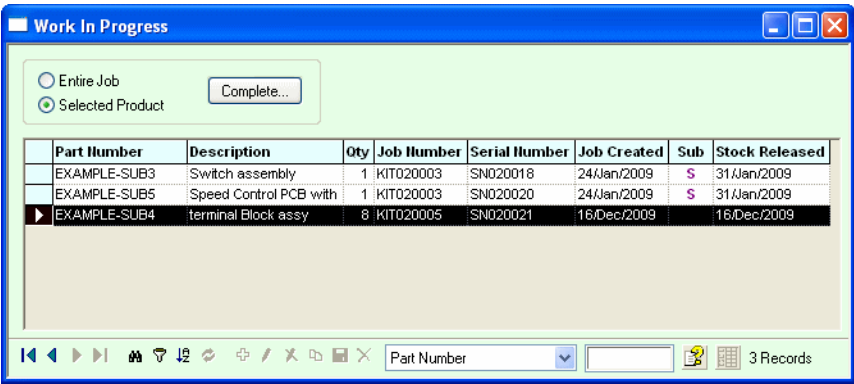 Work In Progress
Entire Job
Selected Product
Complete...
Part Number Description Qty Job Number Serial Number Job Created Sub Stock Released
EXAMPLE-SUB3 Switch assembly 1 KIT020003 SN020018 24/Jan/2009 S 31/Jan/2009
EXAMPLE-SUB5 Speed Control PCB with 1 KIT020003 SN020020 24/Jan/2009 S 31/Jan/2009
EXAMPLE-SUB4 terminal Block assy 8 KIT020005 SN020021 16/Dec/2009 16/Dec/2009
Part Number 3 Records